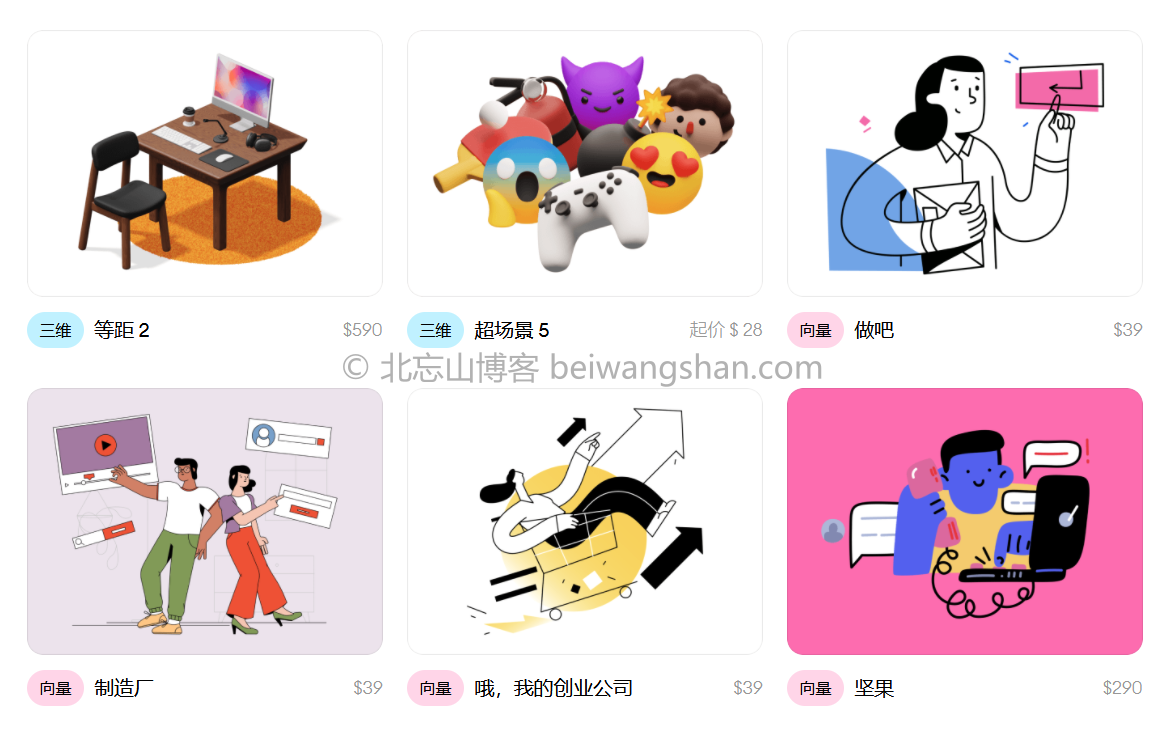 三维 等距 2 $590
三维 超场景 5 起价 $ 28
向量 做吧 $39
© 北忘山博客 beiwangshan.com
向量 制造厂 $39
向量 哦，我的创业公司 $39
向量 坚果 $290